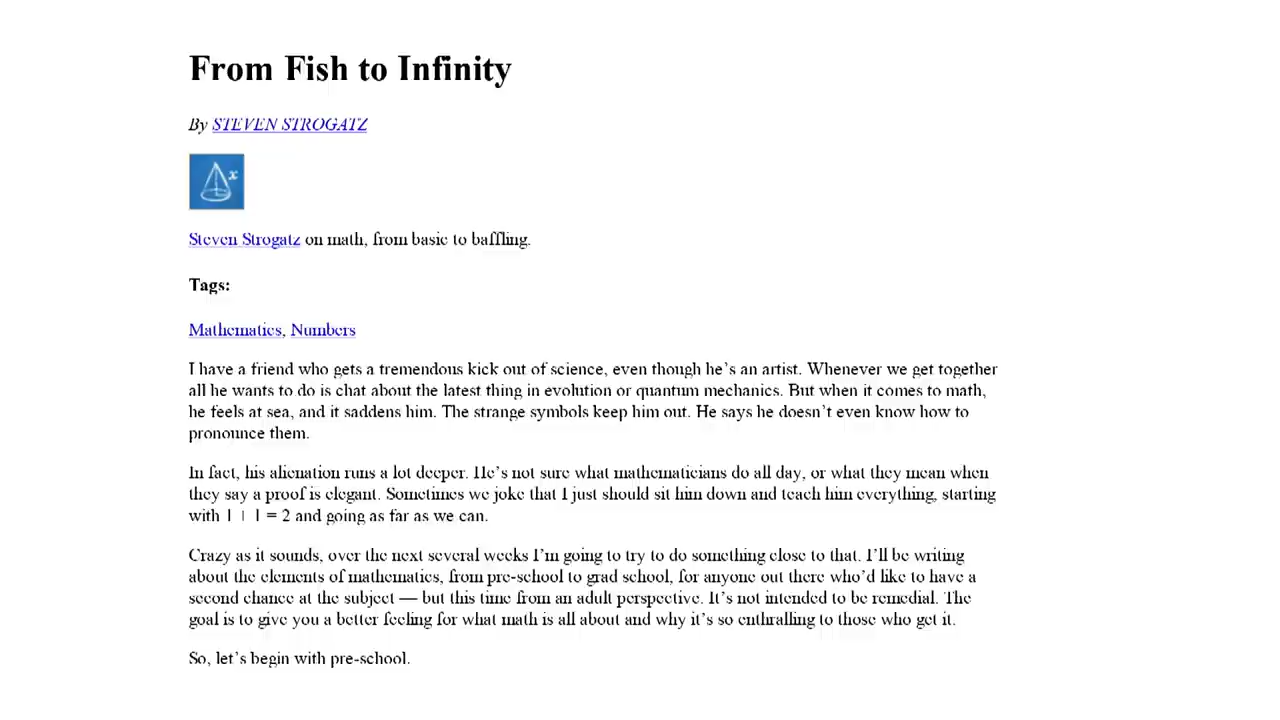 From Fish to Infinity
By STEVEN STROGATZ
x
Steven Strogatz on math, from basic to baffling.
Tags:
Mathematics, Numbers
I have a friend who gets a tremendous kick out of science, even though he’s an artist. Whenever we get together
all he wants to do is chat about the latest thing in evolution or quantum mechanics. But when it comes to math,
he feels at sea, and it saddens him. The strange symbols keep him out. He says he doesn’t even know how to
pronounce them.
In fact, his alienation runs a lot deeper. He’s not sure what mathematicians do all day, or what they mean when
they say a proof is elegant. Sometimes we joke that I just should sit him down and teach him everything, starting
with 1 + 1 = 2 and going as far as we can.
Crazy as it sounds, over the next several weeks I’m going to try to do something close to that. I’ll be writing
about the elements of mathematics, from pre-school to grad school, for anyone out there who’d like to have a
second chance at the subject — but this time from an adult perspective. It’s not intended to be remedial. The
goal is to give you a better feeling for what math is all about and why it’s so enthralling to those who get it.
So, let’s begin with pre-school.